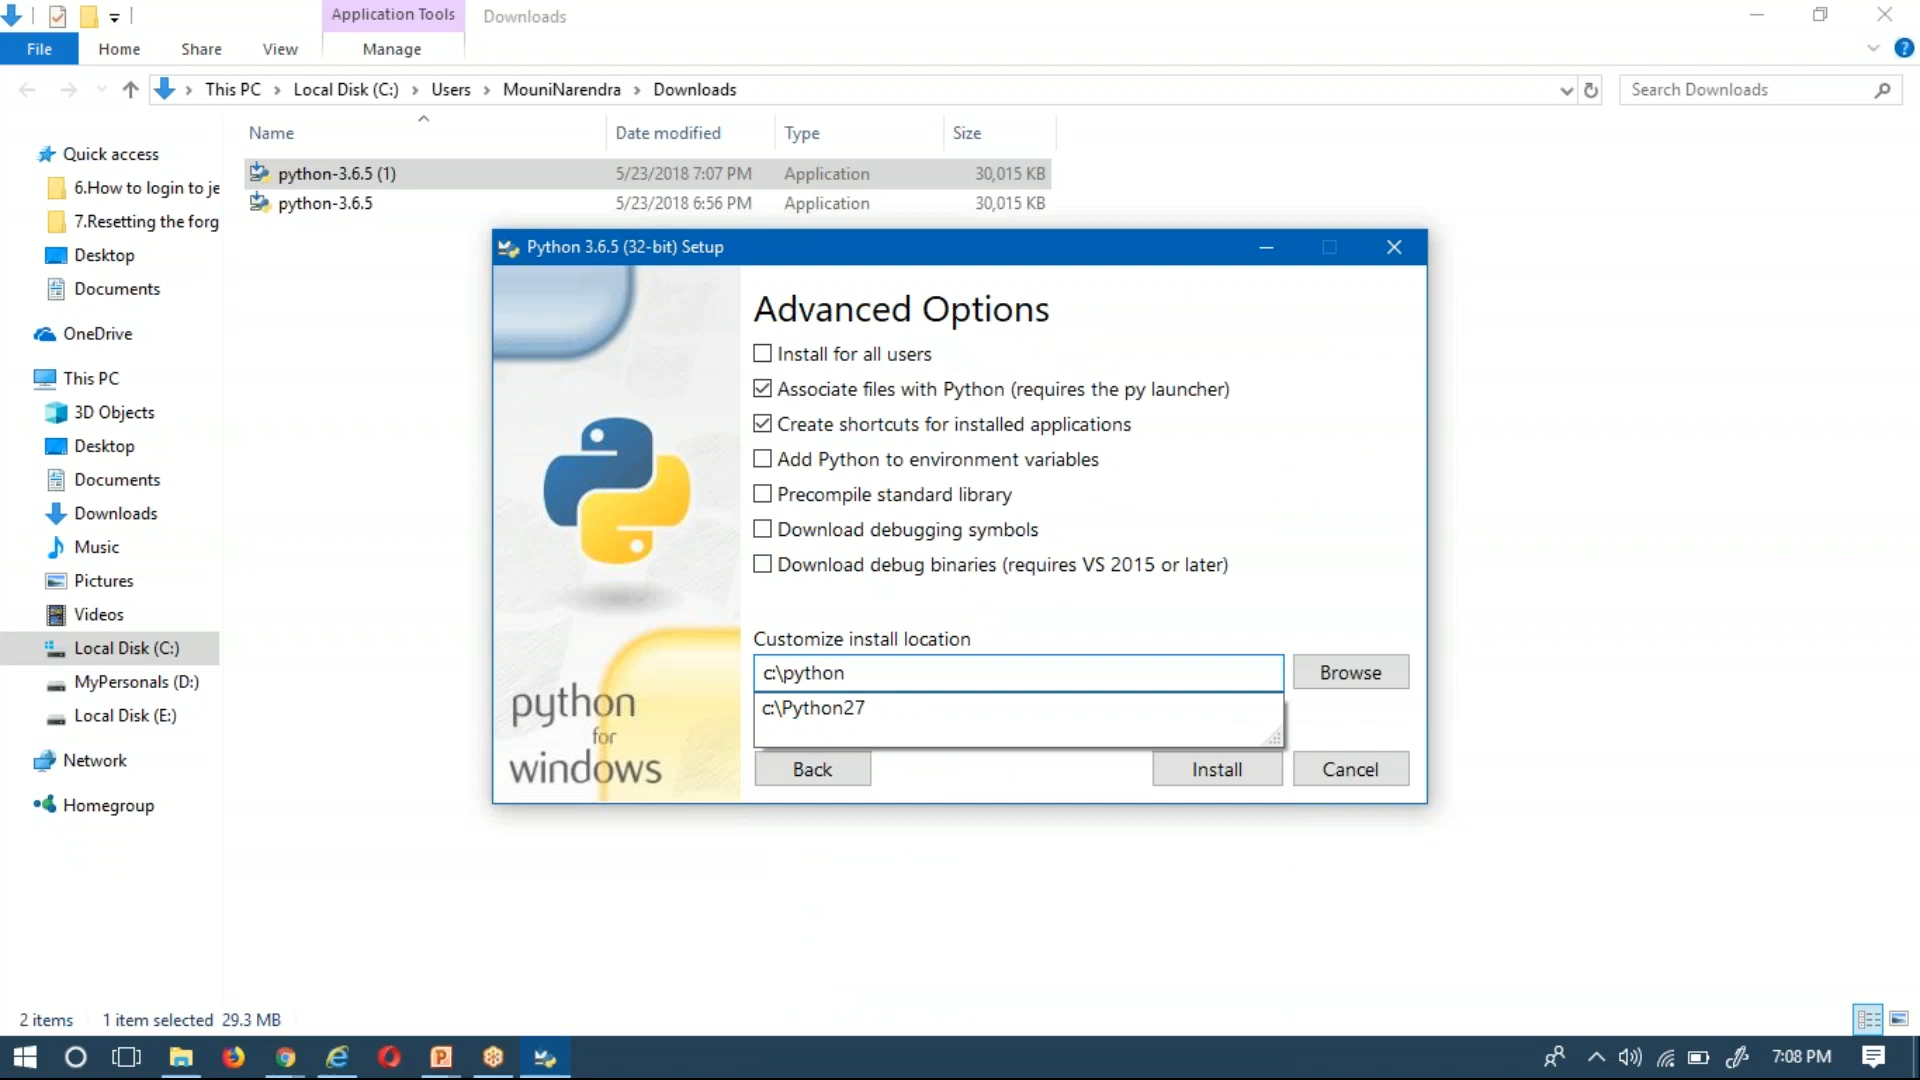 Application Tools
Downloads
File
Home
Share
View
Manage
This PC
Local Disk (C:)
Users
MouniNarendra
Downloads
Search Downloads
Name
Date modified
Type
Size
python-3.6.5 (1)
5/23/2018 7:07 PM
Application
30,015 KB
python-3.6.5
5/23/2018 6:56 PM
Application
30,015 KB
Quick access
6.How to login to je
7.Resetting the forg
Desktop
Documents
OneDrive
This PC
3D Objects
Desktop
Documents
Downloads
Music
Pictures
Videos
Local Disk (C:)
MyPersonals (D:)
Local Disk (E:)
Network
Homegroup
Python 3.6.5 (32-bit) Setup
Advanced Options
Install for all users
Associate files with Python (requires the py launcher)
Create shortcuts for installed applications
Add Python to environment variables
Precompile standard library
Download debugging symbols
Download debug binaries (requires VS 2015 or later)
Customize install location
c:\python
Browse
c:\Python27
python
for
windows
Back
Install
Cancel
2 items
1 item selected
29.3 MB
7:08 PM